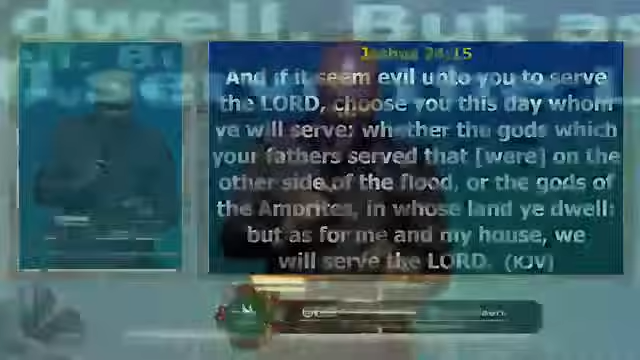 dwell. But as
Joshua 24:15
And if it seem evil unto you to serve
the LORD, choose you this day whom
ye will serve; whether the gods which
your fathers served that [were] on the
other side of the flood, or the gods of
the Amorites, in whose land ye dwell:
but as for me and my house, we
will serve the LORD. (KJV)